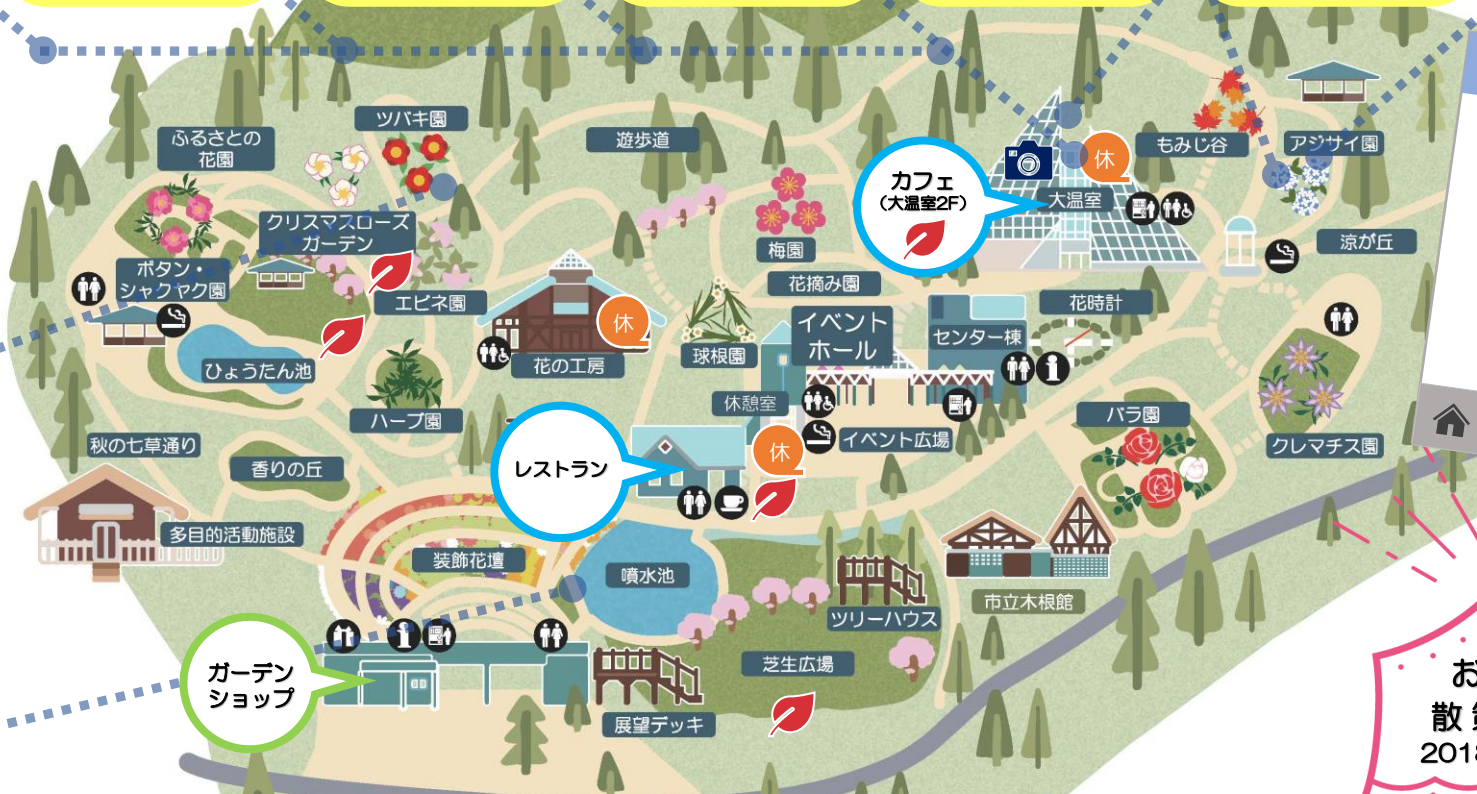 ツバキ園
ふるさとの
花園
遊歩道
もみじ谷
アジサイ園
休
カフェ
(大温室2F)
大温室
クリスマスローズ
ガーデン
梅園
涼が丘
ボタン・
シャクヤク園
エビネ園
花摘み園
花時計
イベント
ホール
センター棟
休
花の工房
球根園
ひょうたん池
休憩室
ハーブ園
バラ園
イベント広場
クレマチス園
秋の七草通り
香りの丘
レストラン
休
多目的活動施設
装飾花壇
噴水池
市立木根館
ツリーハウス
ガーデン
ショップ
芝生広場
展望デッキ
お
散
2018